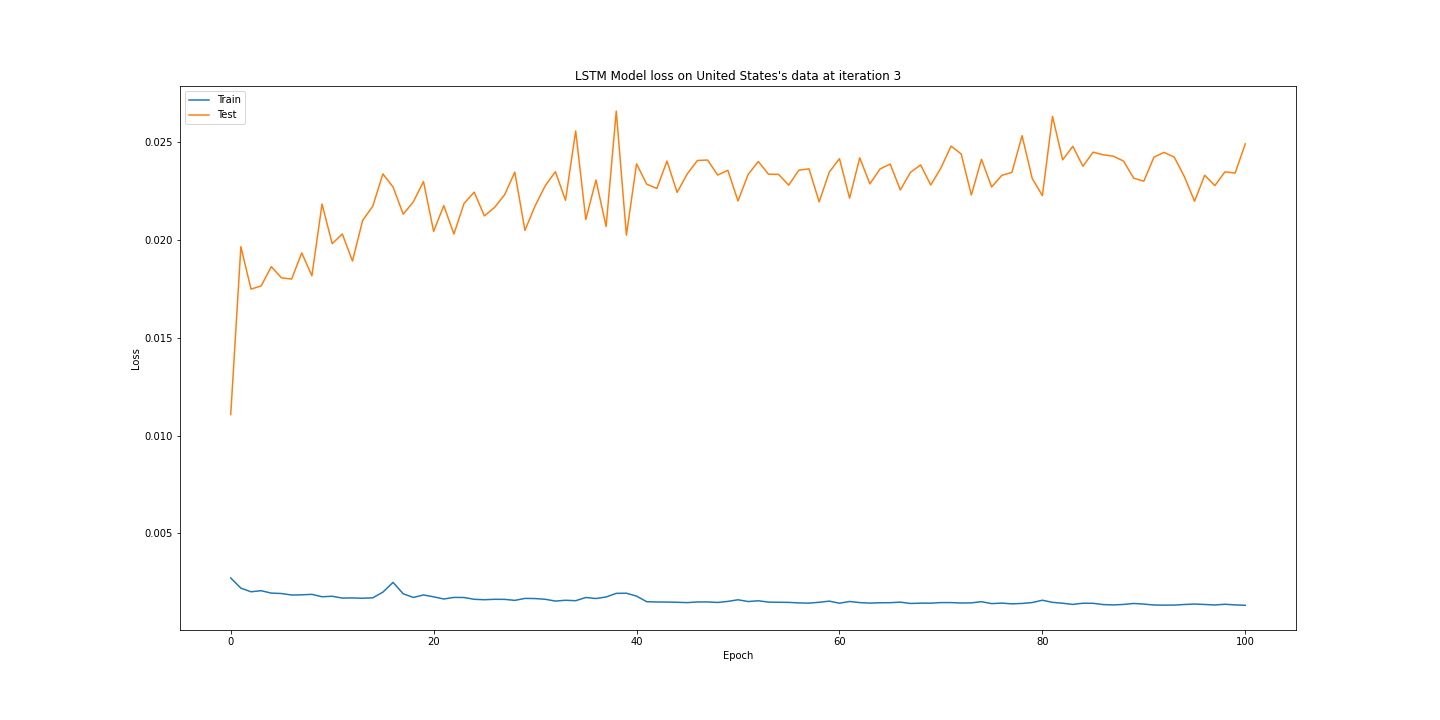 LSTM Model loss on United States's data at iteration 3
Train
Test
0.025
0.020
0.015
0.010
0.005
Loss
0 20 40 60 80 100
Epoch